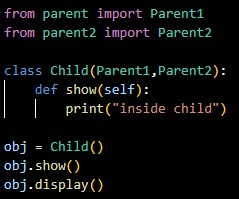 from parent import Parent1
from parent2 import Parent2
class Child(Parent1,Parent2):
    def show(self):
        print("inside child")
obj = Child()
obj.show()
obj.display()